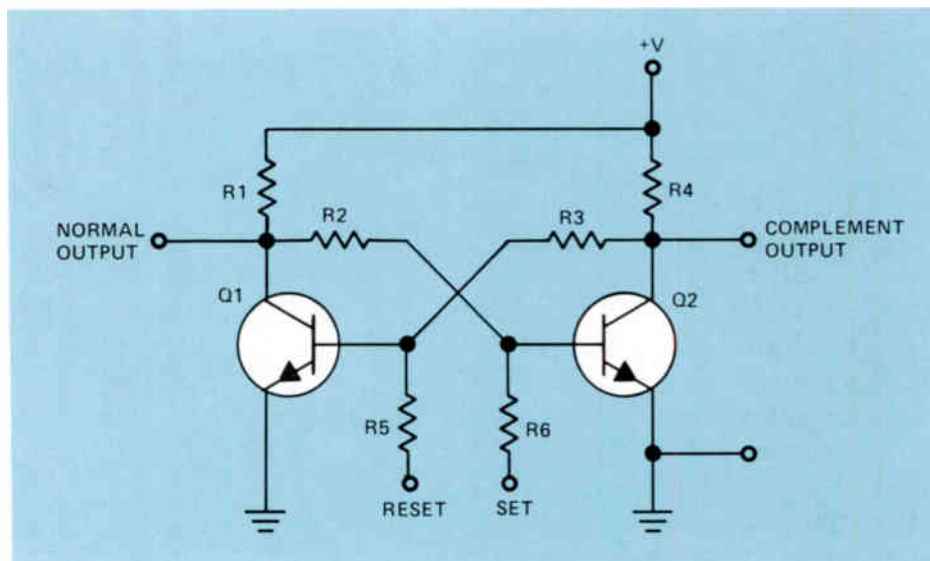 +V
R1
R4
R2
R3
NORMAL
OUTPUT
COMPLEMENT
OUTPUT
Q1
Q2
R5
R6
RESET
SET